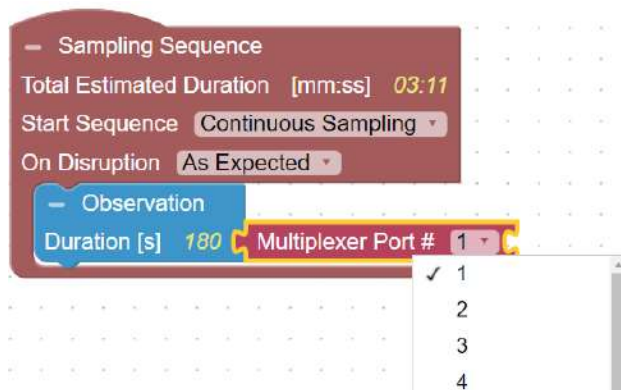 Sampling Sequence
Total Estimated Duration [mm:ss] 03:11
Start Sequence Continuous Sampling
On Disruption As Expected
Observation
Duration [s] 180 Multiplexer Port # 1
✓ 1
2
3
4